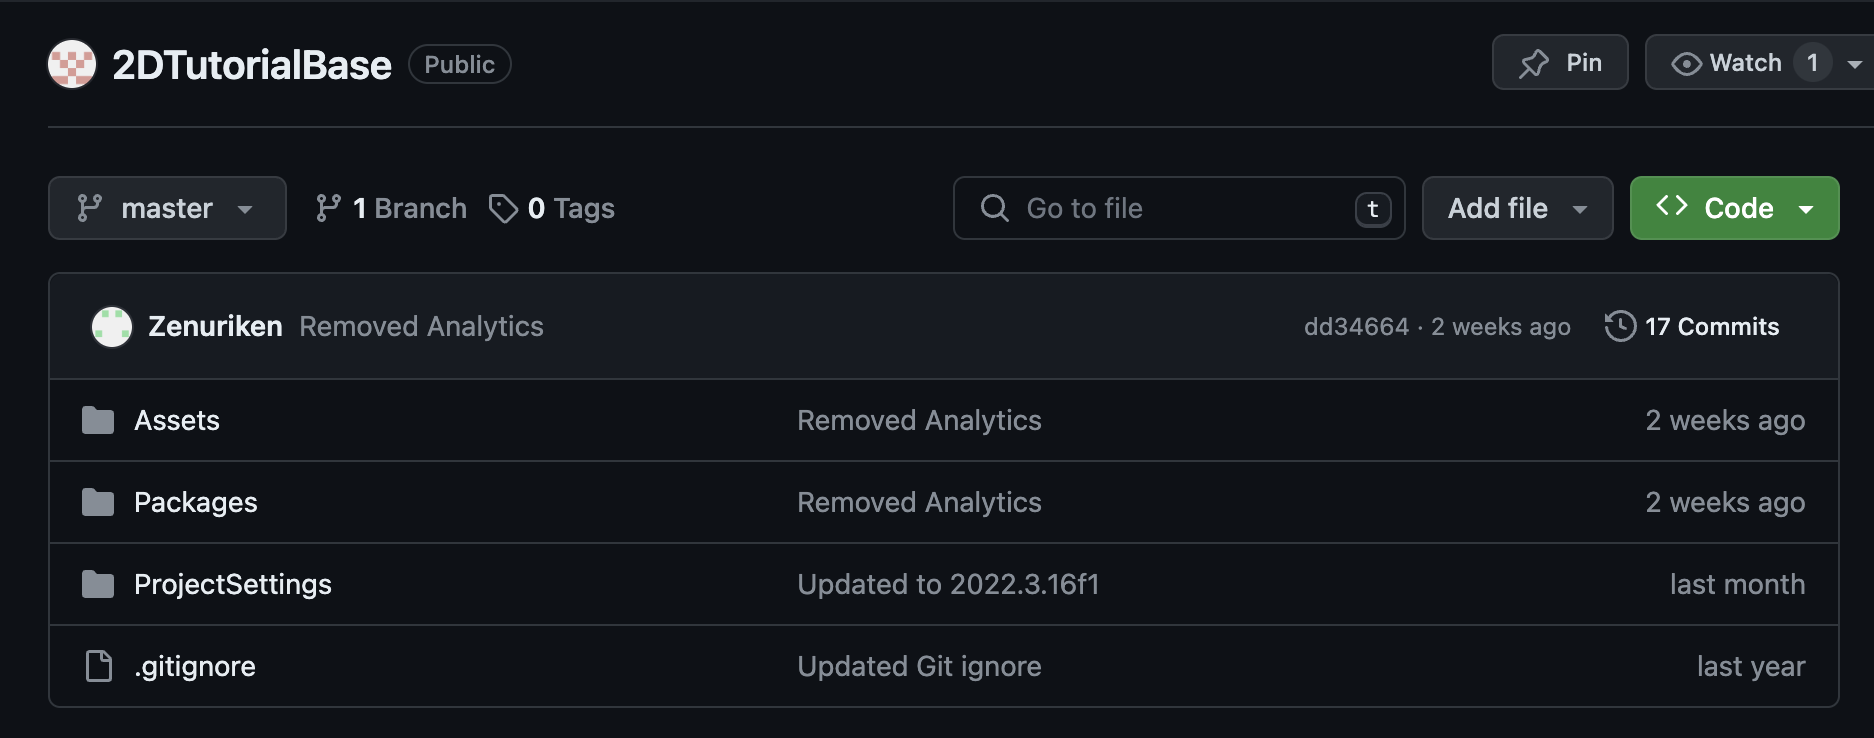 2DTutorialBase Public Pin Watch 1
master 1 Branch 0 Tags Go to file t Add file <> Code
Zenuriken Removed Analytics dd34664 · 2 weeks ago 17 Commits
Assets Removed Analytics 2 weeks ago
Packages Removed Analytics 2 weeks ago
ProjectSettings Updated to 2022.3.16f1 last month
.gitignore Updated Git ignore last year